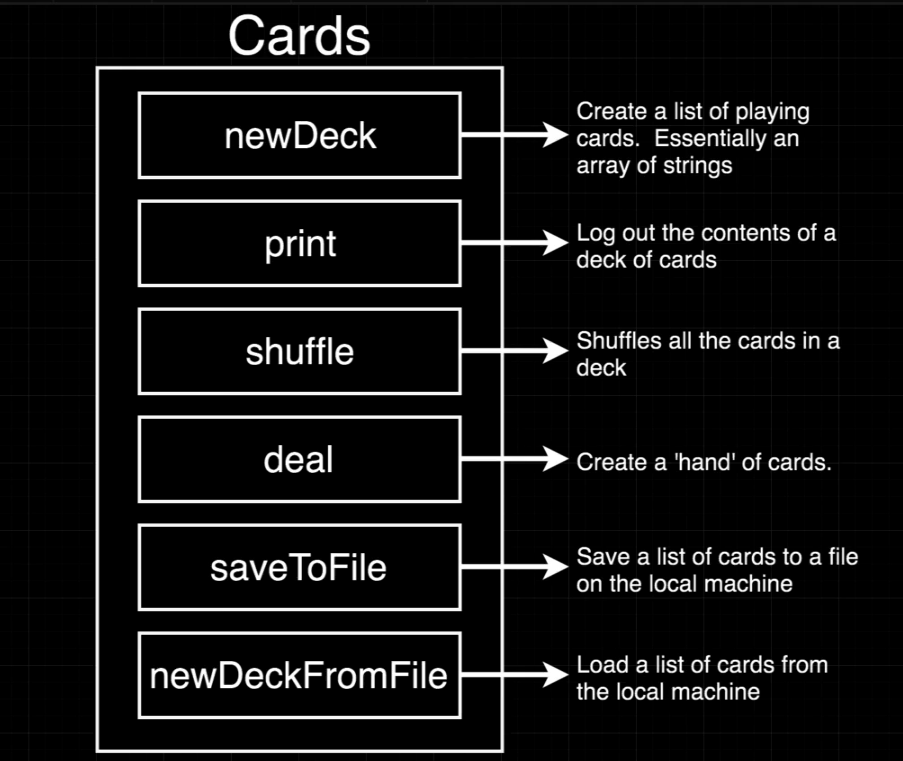 Cards
newDeck
Create a list of playing
cards.  Essentially an
array of strings
print
Log out the contents of a
deck of cards
shuffle
Shuffles all the cards in a
deck
deal
Create a 'hand' of cards.
saveToFile
Save a list of cards to a file
on the local machine
newDeckFromFile
Load a list of cards from
the local machine